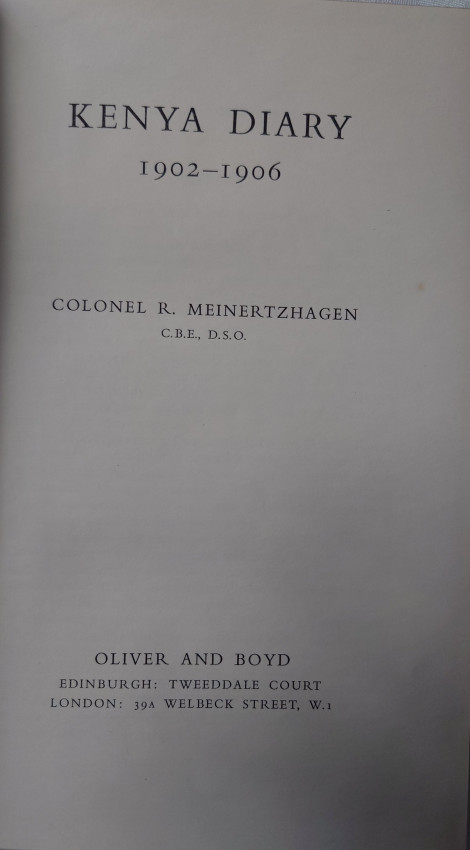 KENYA DIARY
1902–1906
COLONEL R. MEINERTZHAGEN
C.B.E., D.S.O.
OLIVER AND BOYD
EDINBURGH: TWEEDDALE COURT
LONDON: 39A WELBECK STREET, W.1